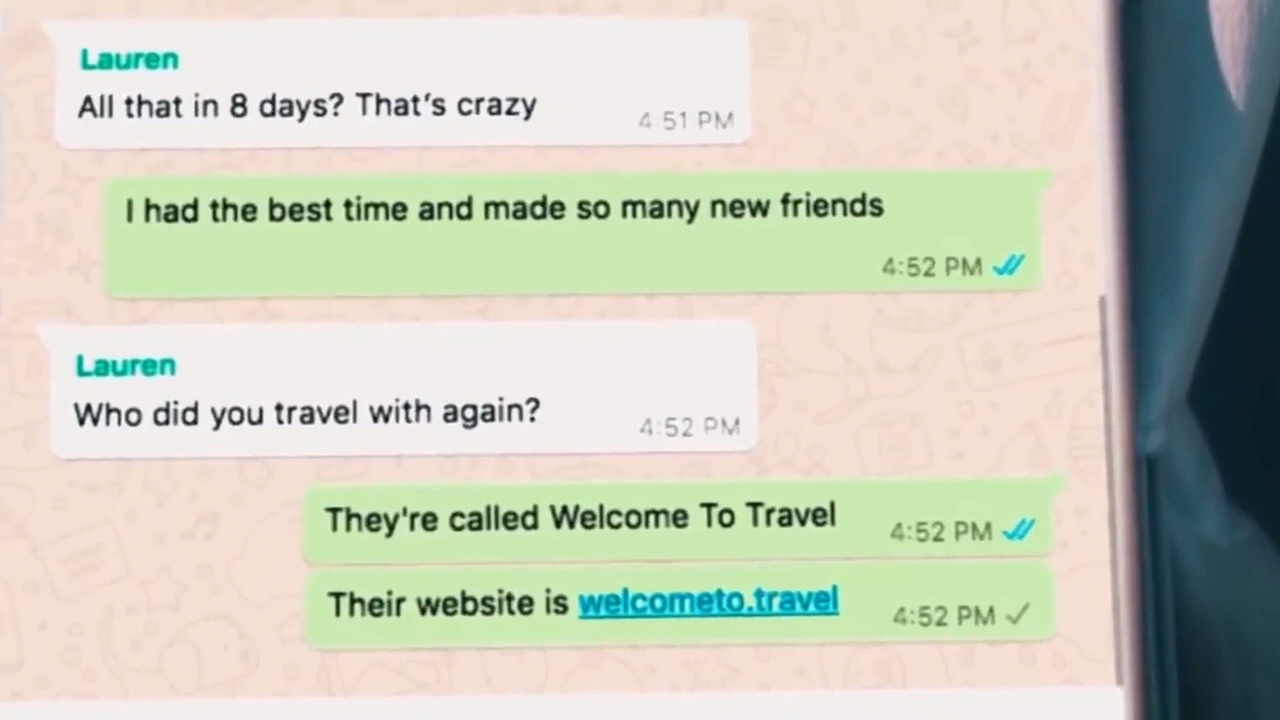 Lauren
All that in 8 days? That's crazy
4:51 PM
I had the best time and made so many new friends
4:52 PM
Lauren
Who did you travel with again?
4:52 PM
They're called Welcome To Travel
4:52 PM
Their website is welcometo.travel
4:52 PM